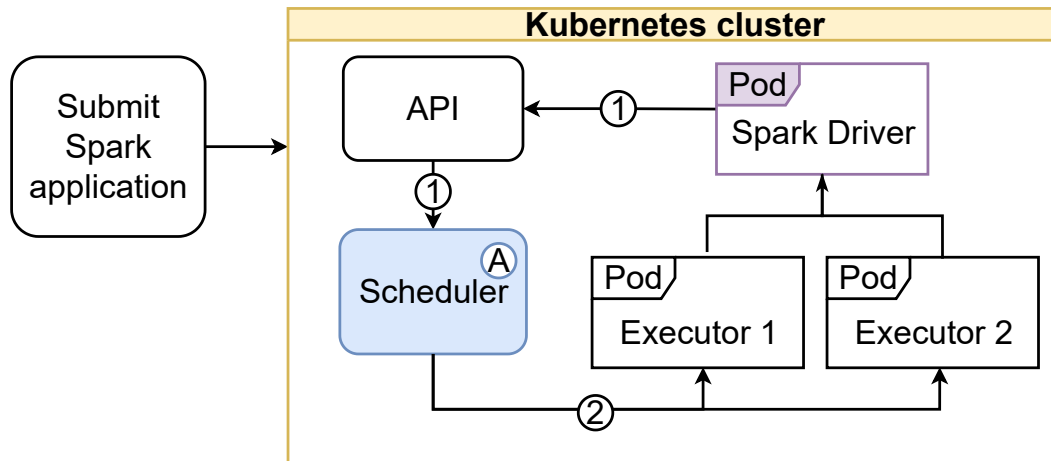 Kubernetes cluster
Submit
Spark
application
API
1
Pod
Spark Driver
1
A
Scheduler
Pod
Executor 1
Pod
Executor 2
2